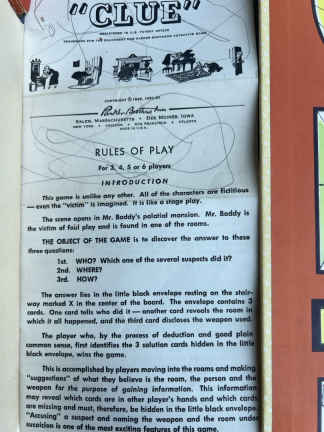 "CLUE"
REGISTERED IN U.S. PATENT OFFICE
TRADEMARK FOR
COPYRIGHT
Parker Brothers Inc
SALEM, MASSACHUSETTS • DES MOINES, IOWA
NEW YORK • CHICAGO • SAN FRANCISCO • ATLANTA
MADE IN U.S.A.
RULES OF PLAY
For 3, 4, 5 or 6 players
INTRODUCTION
This game is unlike any other. All of the characters are fictitious
— even the "victim" is imagined. It is like a stage play.
The scene opens in Mr. Boddy's palatial mansion. Mr. Boddy is
the victim of foul play and is found in one of the rooms.
THE OBJECT OF THE GAME is to discover the answer to these
three questions:
1st. WHO? Which one of the several suspects did it?
2nd. WHERE?
3rd. HOW?
The answer lies in the little black envelope resting on the stair-
way marked X in the center of the board. The envelope contains 3
cards. One card tells who did it — another card reveals the room in
which it all happened, and the third card discloses the weapon used.
The player who, by the process of deduction and good plain
common sense, first identifies the 3 solution cards hidden in the little
black envelope, wins the game.
This is accomplished by players moving into the rooms and making
"suggestions" of what they believe is the room, the person and the
weapon for the purpose of gaining information. This information
may reveal which cards are in other player's hands and which cards
are missing and must, therefore, be hidden in the little black envelope.
"Accusing" a suspect and naming the weapon and the room under
suspicion is one of the most exciting features of this game.